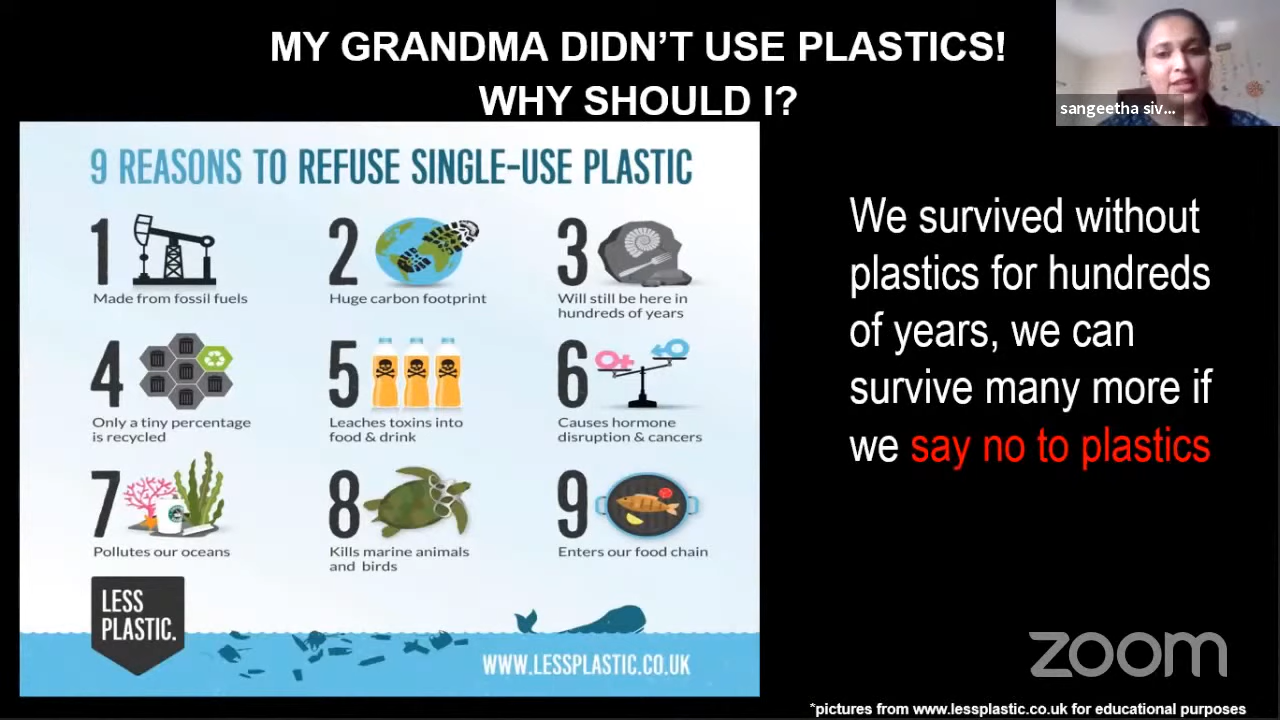 MY GRANDMA DIDN'T USE PLASTICS!
WHY SHOULD I?
sangeetha siv...
9 REASONS TO REFUSE SINGLE-USE PLASTIC
1
Made from fossil fuels
2
Huge carbon footprint
3
Will still be here in
hundreds of years
4
Only a tiny percentage
is recycled
5
Leaches toxins into
food & drink
6
Causes hormone
disruption & cancers
7
Pollutes our oceans
8
Kills marine animals
and birds
9
Enters our food chain
LESS
PLASTIC.
WWW.LESSPLASTIC.CO.UK
We survived without
plastics for hundreds
of years, we can
survive many more if
we say no to plastics
zoom
*pictures from www.lessplastic.co.uk for educational purposes